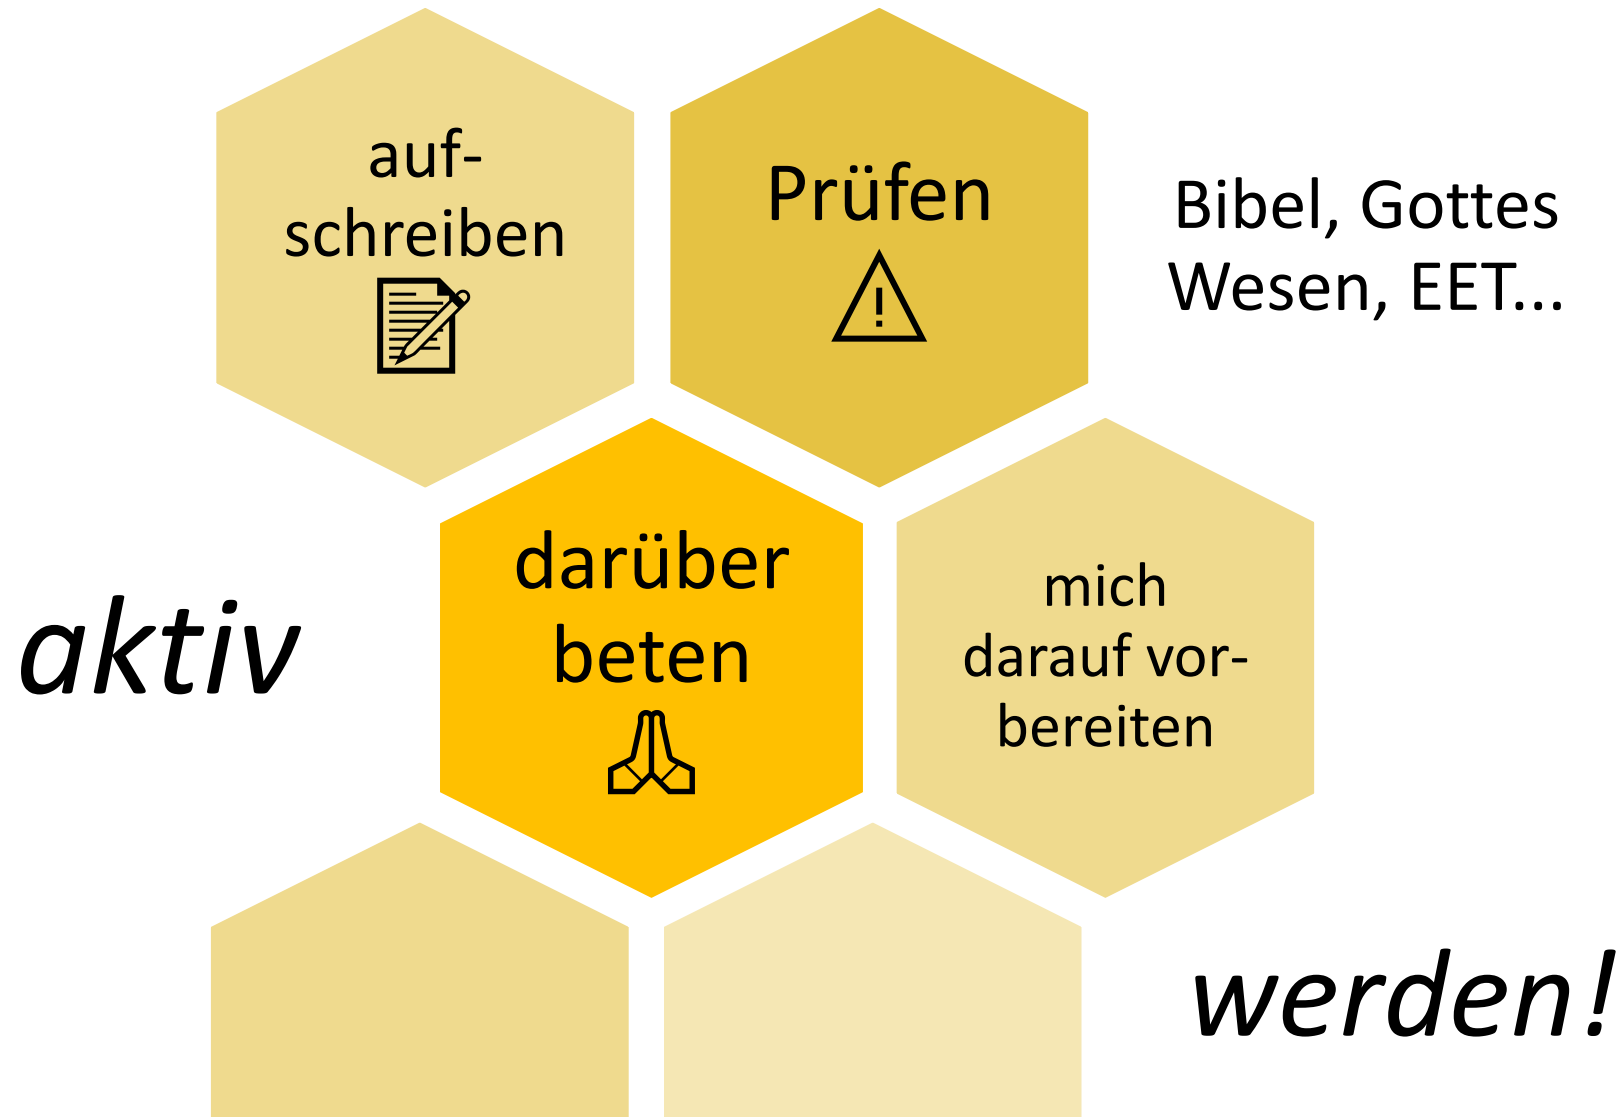 auf-
schreiben
Prüfen
Bibel, Gottes
Wesen, EET...
aktiv
darüber
beten
mich
darauf vor-
bereiten
werden!